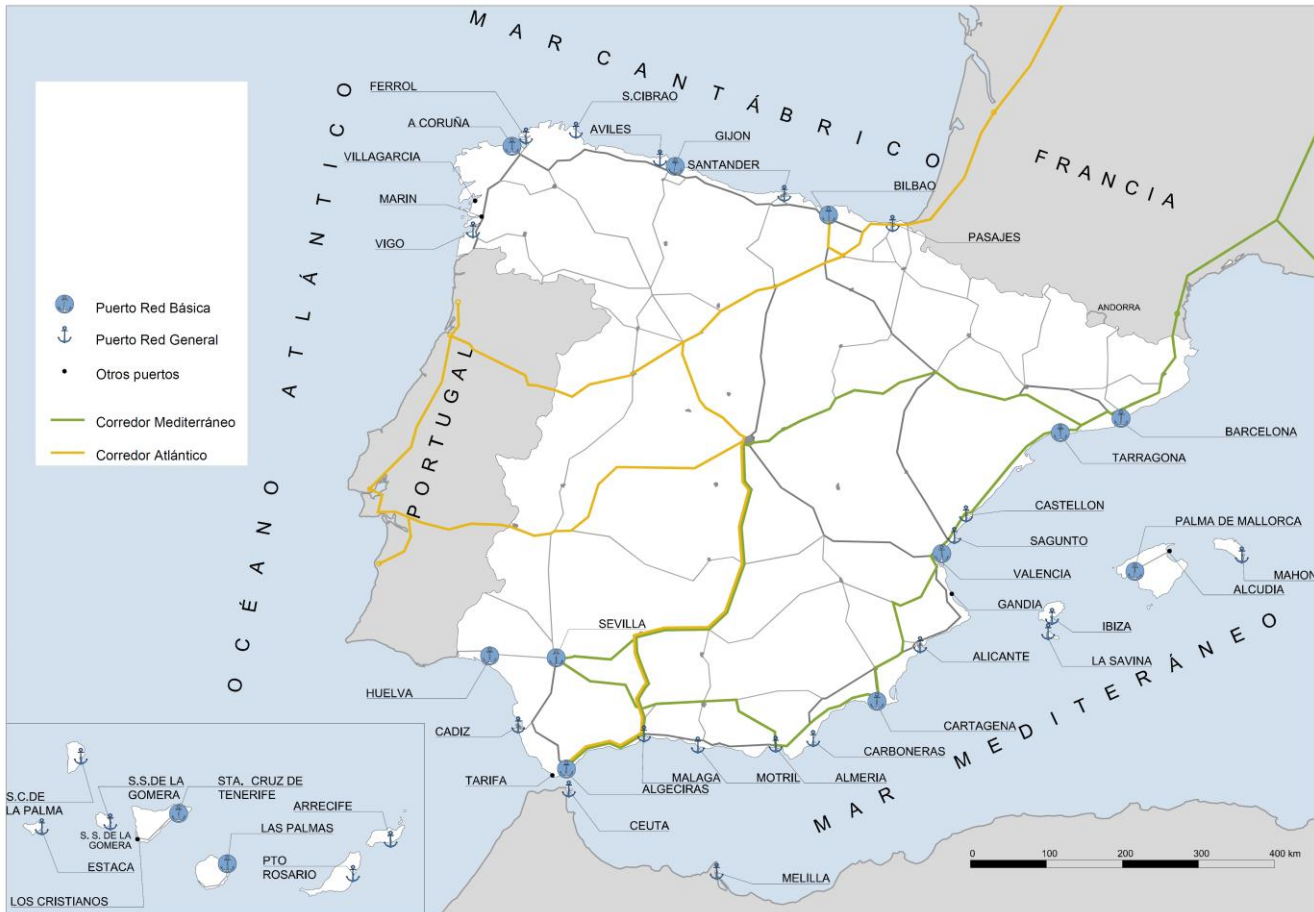 MAR CANTÁBRICO
FERROL
S.CIBRAO
A CORUÑA
AVILES
GIJON
VILLAGARCIA
SANTANDER
BILBAO
MARIN
VIGO
PASAJES
FRANCIA
ANDORRA
OCÉANO ATLÁNTICO
PORTUGAL
Puerto Red Básica
Puerto Red General
Otros puertos
Corredor Mediterráneo
Corredor Atlántico
BARCELONA
TARRAGONA
CASTELLON
PALMA DE MALLORCA
SAGUNTO
VALENCIA
MAHON
ALCUDIA
GANDIA
IBIZA
SEVILLA
ALICANTE
LA SAVINA
HUELVA
CARTAGENA
CADIZ
CARBONERAS
MAR MEDITERÁNEO
TARIFA
MALAGA
MOTRIL
ALMERIA
ALGECIRAS
CEUTA
MELILLA
S.C.DE
LA PALMA
S.S.DE LA
GOMERA
STA. CRUZ DE
TENERIFE
ARRECIFE
S. S. DE LA
GOMERA
LAS PALMAS
ESTACA
PTO
ROSARIO
LOS CRISTIANOS
0 100 200 300 400 km